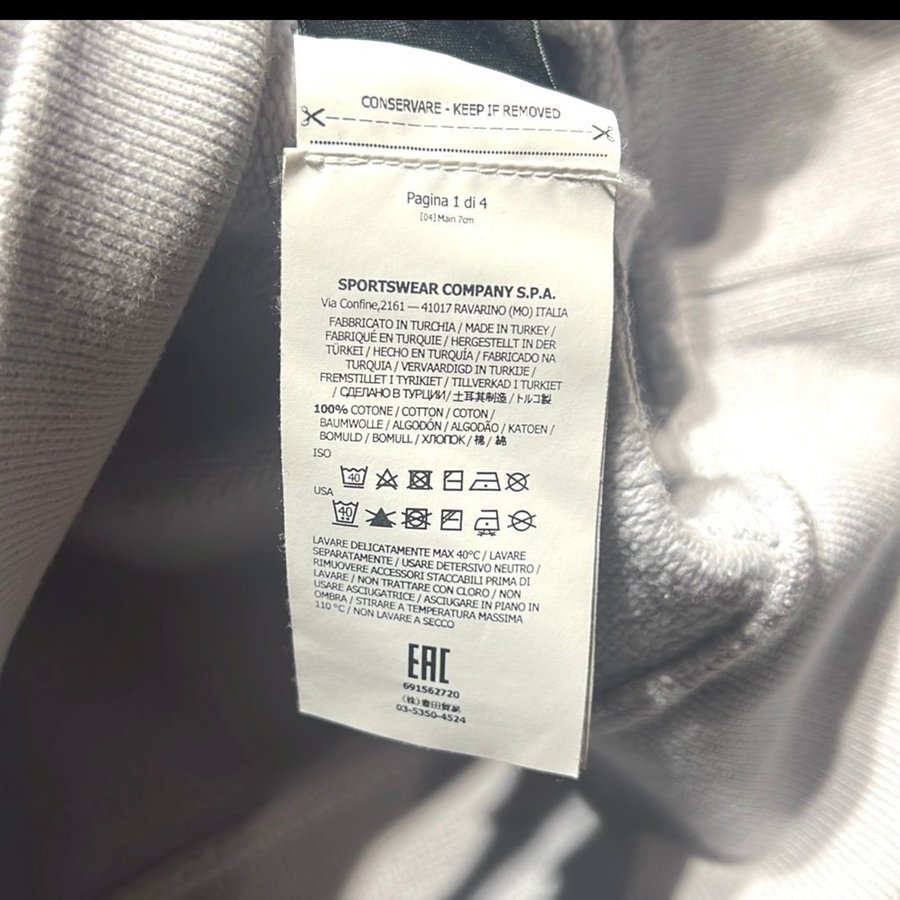 CONSERVARE - KEEP IF REMOVED
Pagina 1 di 4
[04] Main 7cm
SPORTSWEAR COMPANY S.P.A.
Via Confine,2161 — 41017 RAVARINO (MO) ITALIA
FABBRICATO IN TURCHIA / MADE IN TURKEY /
FABRIQUÉ EN TURQUIE / HERGESTELLT IN DER
TÜRKEI / HECHO EN TURQUÍA / FABRICADO NA
TURQUIA / VERVAARDIGD IN TURKIJE /
FREMSTILLET I TYRKIET / TILLVERKAD I TURKIET
/ СДЕЛАНО В ТУРЦИИ / 土耳其制造 / トルコ製
100% COTONE / COTTON / COTON /
BAUMWOLLE / ALGODÓN / ALGODÃO / KATOEN /
BOMULD / BOMULL / ХЛОПОК / 棉 / 綿
ISO
40
USA
40
LAVARE DELICATAMENTE MAX 40°C / LAVARE
SEPARATAMENTE / USARE DETERSIVO NEUTRO /
RIMUOVERE ACCESSORI STACCABILI PRIMA DI
LAVARE / NON TRATTARE CON CLORO / NON
USARE ASCIUGATRICE / ASCIUGARE IN PIANO IN
OMBRA / STIRARE A TEMPERATURA MASSIMA
110 °C / NON LAVARE A SECCO
EAC
691562720
(株) 豊田貿易
03-5350-4524